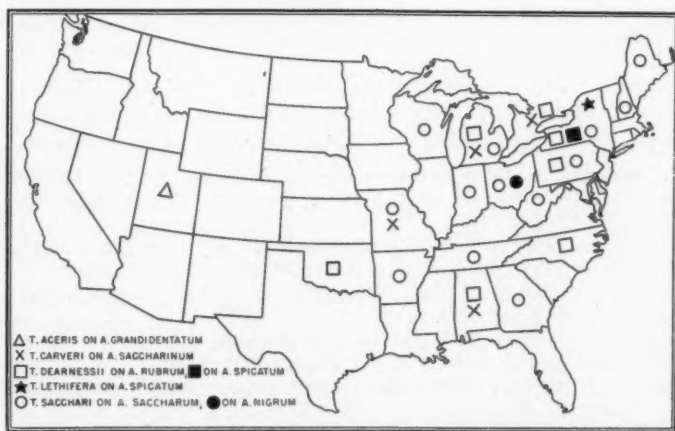 △ T. ACERIS ON A. GRANDIDENTATUM
× T. CARVERI ON A. SACCHARINUM
□ T. DEARNESSII ON A. RUBRUM, ■ ON A. SPICATUM
★ T. LETHIFERA ON A. SPICATUM
○ T. SACCHARI ON A. SACCHARUM, ● ON A. NIGRUM